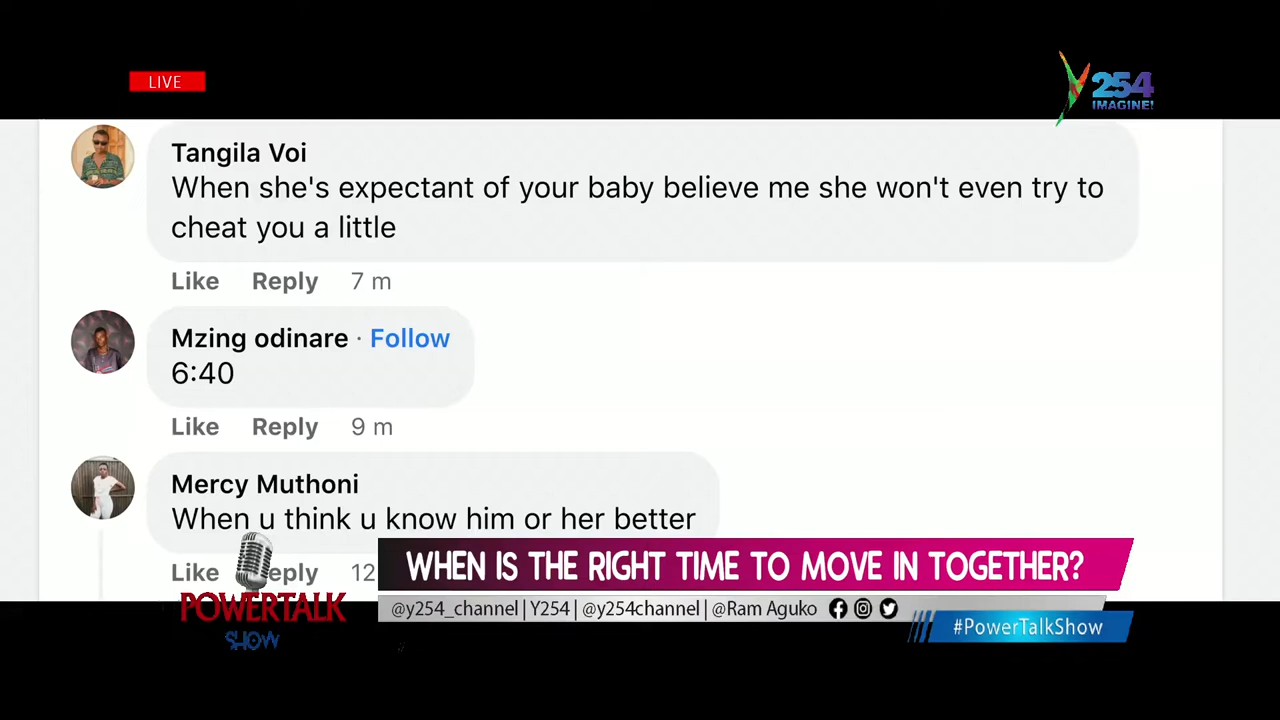 LIVE
254
IMAGINE!
Tangila Voi
When she's expectant of your baby believe me she won't even try to
cheat you a little
Like Reply 7 m
Mzing odinare · Follow
6:40
Like Reply 9 m
Mercy Muthoni
When u think u know him or her better
Like eply 12
WHEN IS THE RIGHT TIME TO MOVE IN TOGETHER?
POWERTALK
SHOW
@y254_channel | Y254 | @y254channel | @Ram Aguko
#PowerTalkShow